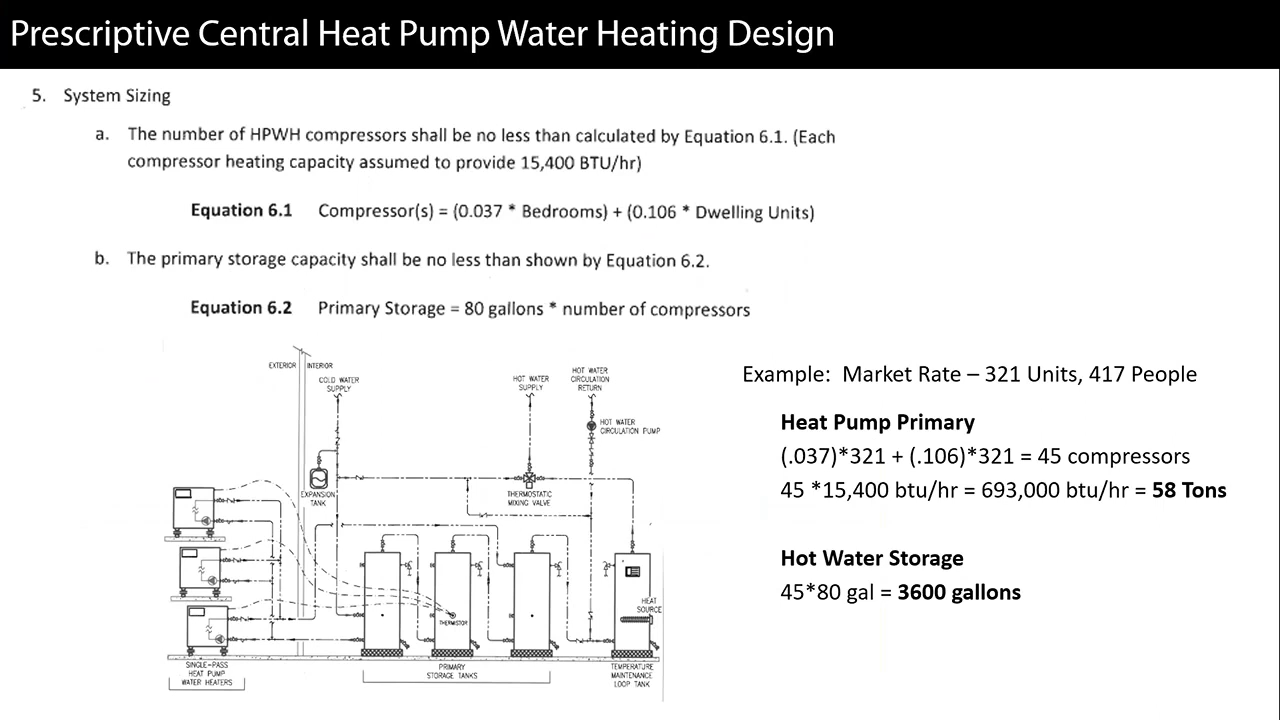 Prescriptive Central Heat Pump Water Heating Design
5. System Sizing
a. The number of HPWH compressors shall be no less than calculated by Equation 6.1. (Each
compressor heating capacity assumed to provide 15,400 BTU/hr)
Equation 6.1 Compressor(s) = (0.037 * Bedrooms) + (0.106 * Dwelling Units)
b. The primary storage capacity shall be no less than shown by Equation 6.2.
Equation 6.2 Primary Storage = 80 gallons * number of compressors
EXTERIOR INTERIOR
COLD WATER
SUPPLY
HOT WATER
SUPPLY
HOT WATER
CIRCULATION
RETURN
HOT WATER
CIRCULATION PUMP
EXPANSION
TANK
THERMOSTATIC
MIXING VALVE
THERMISTOR
HEAT
SOURCE
SINGLE-PASS
HEAT PUMP
WATER HEATERS
PRIMARY
STORAGE TANKS
TEMPERATURE
MAINTENANCE
LOOP TANK
Example: Market Rate – 321 Units, 417 People
Heat Pump Primary
(.037)*321 + (.106)*321 = 45 compressors
45 *15,400 btu/hr = 693,000 btu/hr = 58 Tons
Hot Water Storage
45*80 gal = 3600 gallons